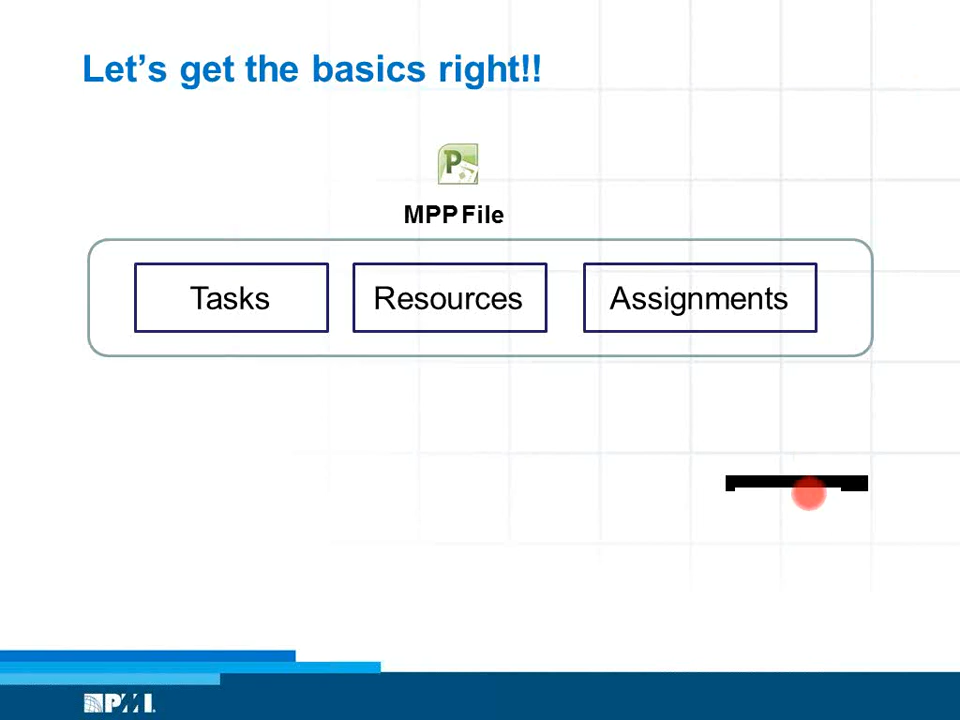 Let’s get the basics right!!
MPP File
Tasks
Resources
Assignments
PMI